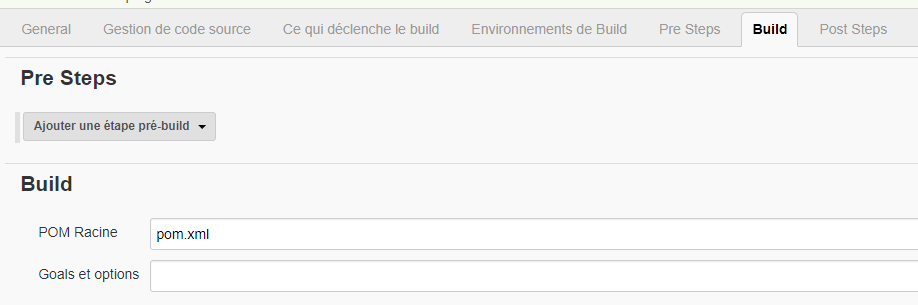 General Gestion de code source Ce qui déclenche le build Environnements de Build Pre Steps Build Post Steps
Pre Steps
Ajouter une étape pré-build
Build
POM Racine pom.xml
Goals et options